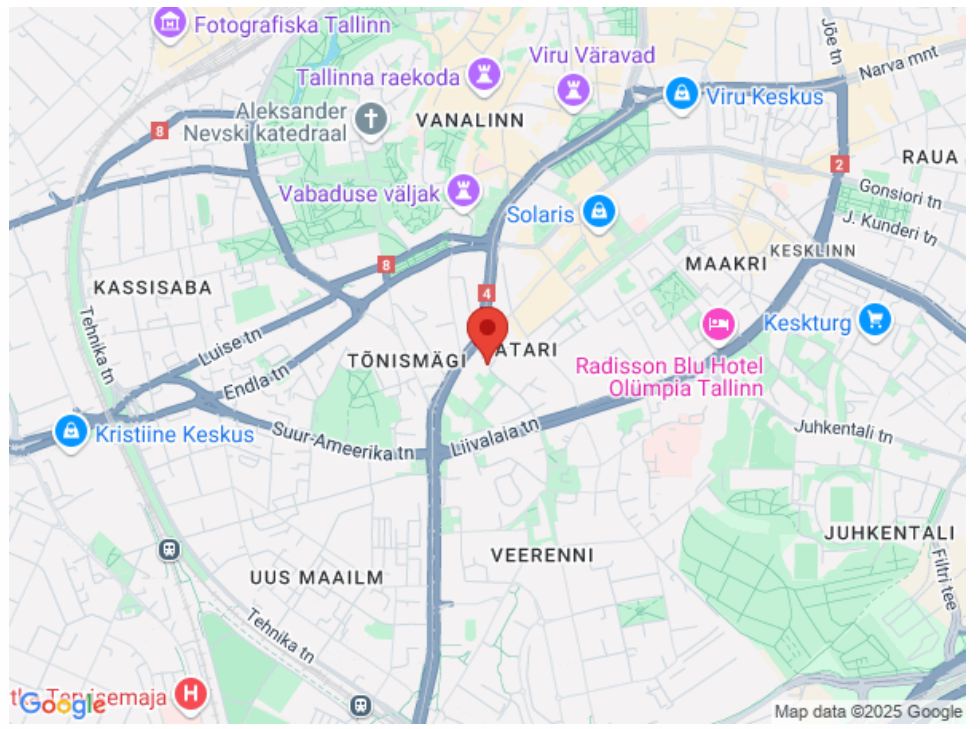 Fotografiska Tallinn
Jõe tn
Viru Väravad
Narva mnt
Tallinna raekoda
Viru Keskus
Aleksander
Nevski katedraal
VANALINN
8
2
RAUA
Vabaduse väljak
Gonsiori tn
Solaris
J. Kunderi tn
8
MAAKRI
KESKLINN
KASSISABA
4
Tehnika tn
Luise tn
Keskturg
TÕNISMÄGI
ATARI
Radisson Blu Hotel
Olümpia Tallinn
Endla tn
Kristiine Keskus
Suur-Ameerika tn
Liivalaia tn
Juhkentali tn
JUHKENTALI
VEERENNI
UUS MAAILM
Filtri tee
Tehnika tn
H
Google
Map data ©2025 Google